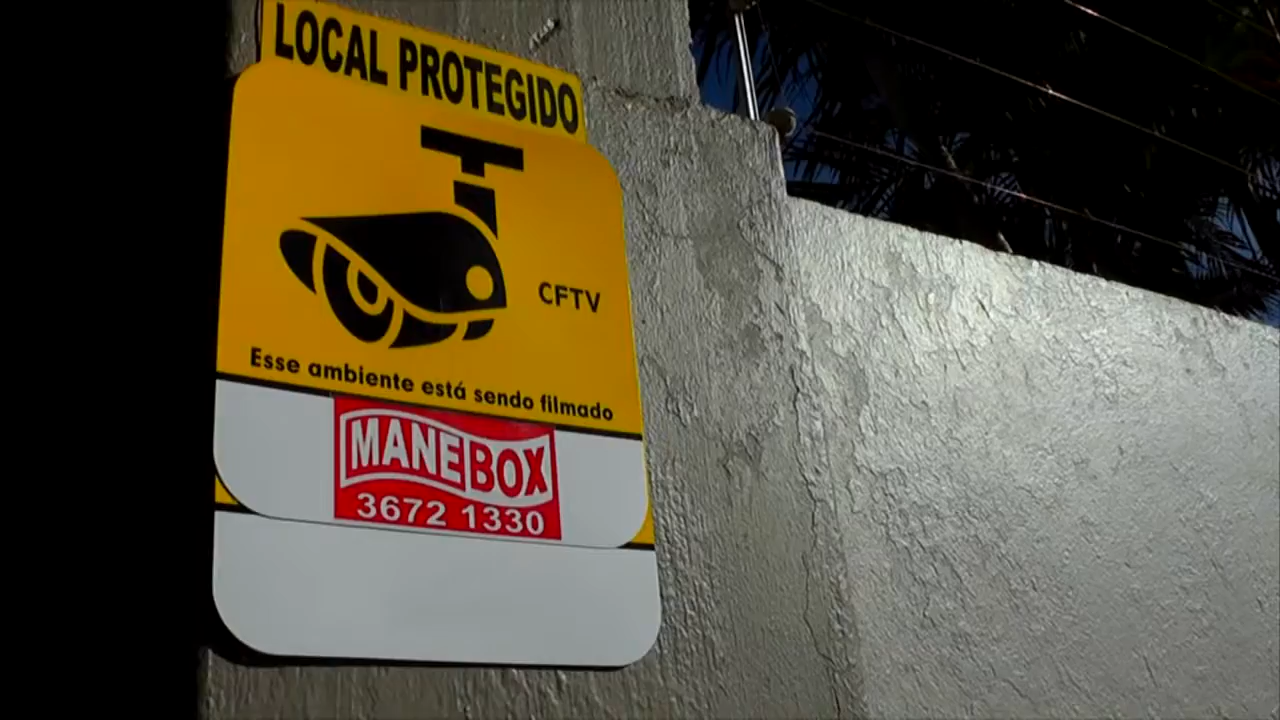 LOCAL PROTEGIDO
CFTV
Esse ambiente está sendo filmado
MANEBOX
3672 1330